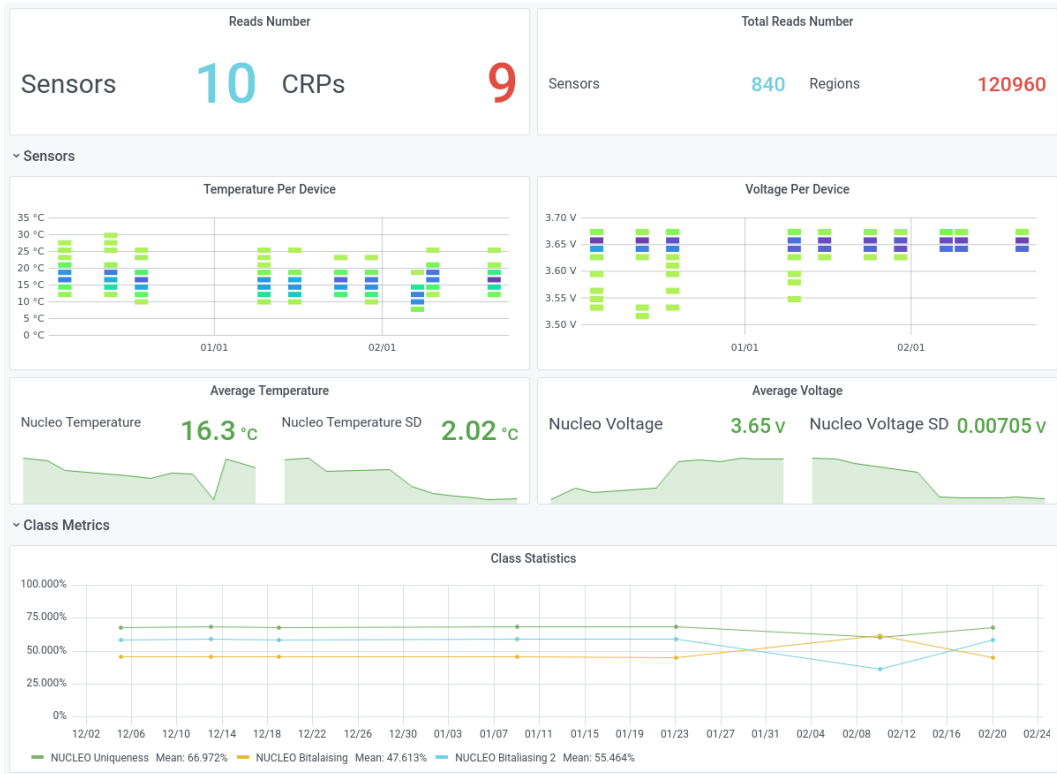 Reads Number
Sensors 10 CRPs 9
Total Reads Number
Sensors 840 Regions 120960
Sensors
Temperature Per Device
35 °C
30 °C
25 °C
20 °C
15 °C
10 °C
5 °C
0 °C
01/01 02/01
Voltage Per Device
3.70 V
3.65 V
3.60 V
3.55 V
3.50 V
01/01 02/01
Average Temperature
Nucleo Temperature 16.3 °C Nucleo Temperature SD 2.02 °C
Average Voltage
Nucleo Voltage 3.65 V Nucleo Voltage SD 0.00705 V
Class Metrics
Class Statistics
100.000%
75.000%
50.000%
25.000%
0%
12/02 12/06 12/10 12/14 12/18 12/22 12/26 12/30 01/03 01/07 01/11 01/15 01/19 01/23 01/27 01/31 02/04 02/08 02/12 02/16 02/20 02/24
NUCLEO Uniqueness Mean: 66.972% NUCLEO Bitalaising Mean: 47.613% NUCLEO Bitaliasing 2 Mean: 55.464%